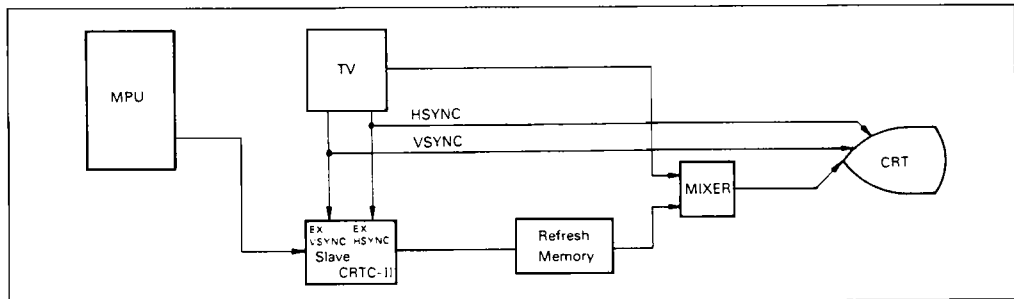 MPU
TV
HSYNC
VSYNC
CRT
MIXER
EX EX
VSYNC HSYNC
Slave
CRTC-II
Refresh
Memory